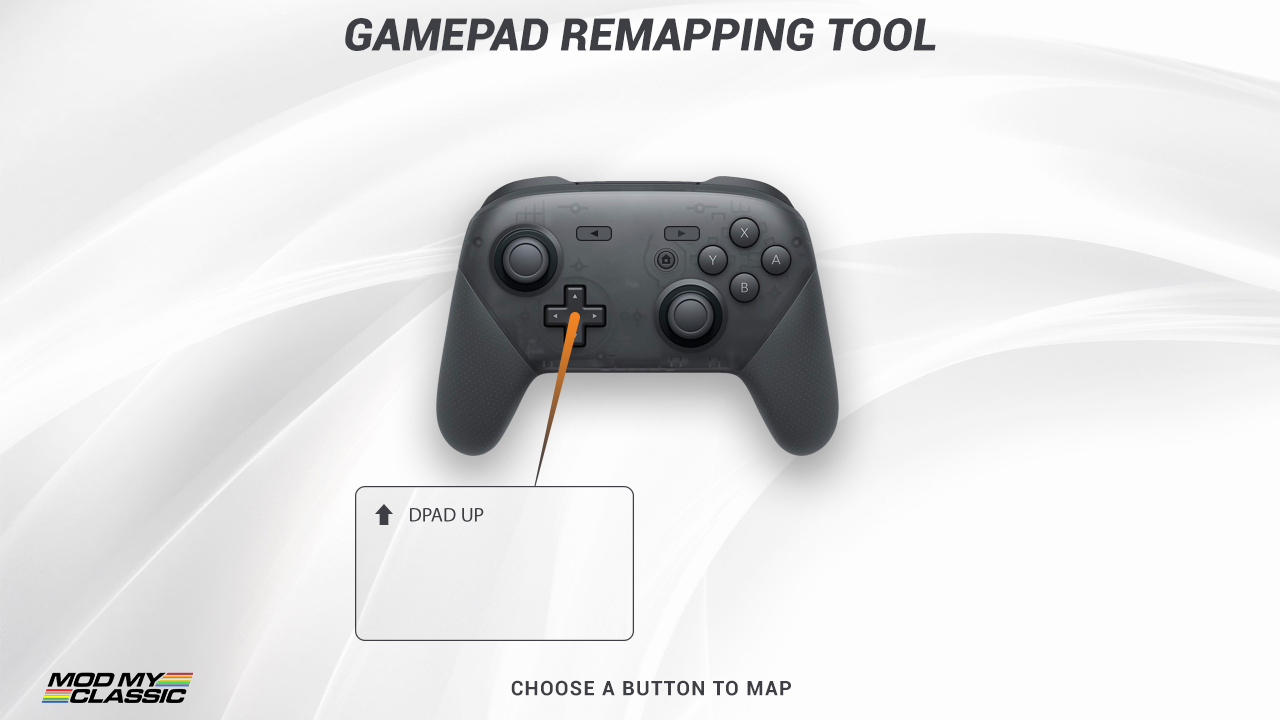 GAMEPAD REMAPPING TOOL
X
Y A
B
DPAD UP
MOD MY
CLASSIC
CHOOSE A BUTTON TO MAP